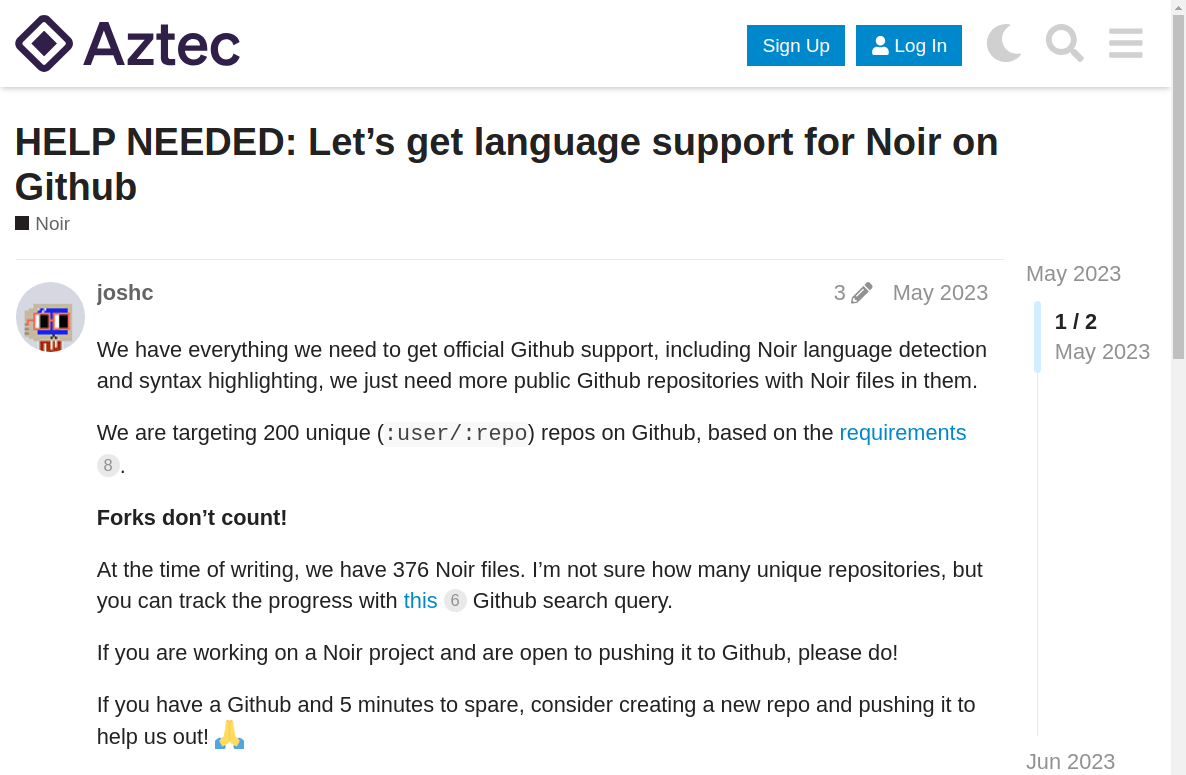 Aztec
Sign Up
Log In
HELP NEEDED: Let’s get language support for Noir on
Github
Noir
joshc
3
May 2023
We have everything we need to get official Github support, including Noir language detection
and syntax highlighting, we just need more public Github repositories with Noir files in them.
We are targeting 200 unique (:user/:repo) repos on Github, based on the requirements
8.
Forks don’t count!
At the time of writing, we have 376 Noir files. I’m not sure how many unique repositories, but
you can track the progress with this 6 Github search query.
If you are working on a Noir project and are open to pushing it to Github, please do!
If you have a Github and 5 minutes to spare, consider creating a new repo and pushing it to
help us out! 🙏
May 2023
1 / 2
May 2023
Jun 2023